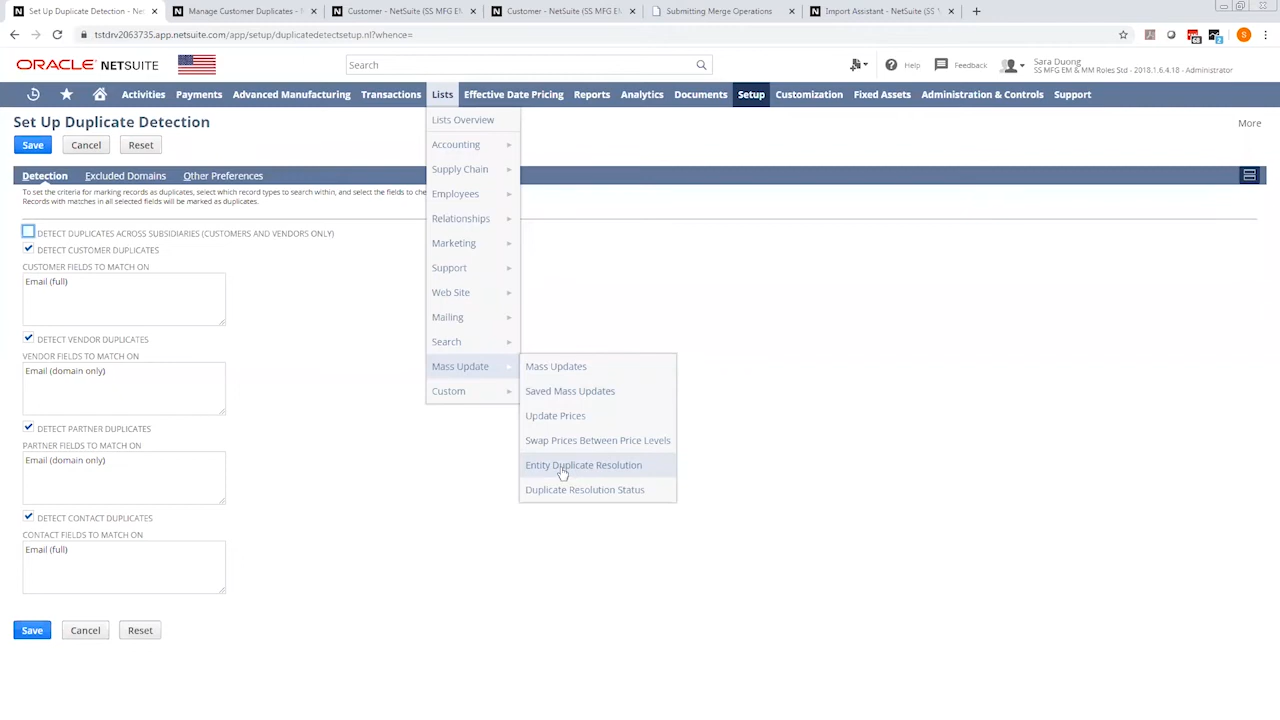 Set Up Duplicate Detection - Net
Manage Customer Duplicates - N
Customer - NetSuite (SS MFG EM
Customer - NetSuite (SS MFG EM
Submitting Merge Operations
Import Assistant - NetSuite (SS
tstdrv2063735.app.netsuite.com/app/setup/duplicatedetectsetup.nl?whence=
S
ORACLE NETSUITE
Search
Help
Feedback
Sara Duong
SS MFG EM & MM Roles Std - 2018.1.6.4.18 - Administrator
Activities
Payments
Advanced Manufacturing
Transactions
Lists
Effective Date Pricing
Reports
Analytics
Documents
Setup
Customization
Fixed Assets
Administration & Controls
Support
Set Up Duplicate Detection
More
Save
Cancel
Reset
Detection
Excluded Domains
Other Preferences
To set the criteria for marking records as duplicates, select which record types to search within, and select the fields to che
Records with matches in all selected fields will be marked as duplicates.
DETECT DUPLICATES ACROSS SUBSIDIARIES (CUSTOMERS AND VENDORS ONLY)
DETECT CUSTOMER DUPLICATES
CUSTOMER FIELDS TO MATCH ON
Email (full)
DETECT VENDOR DUPLICATES
VENDOR FIELDS TO MATCH ON
Email (domain only)
DETECT PARTNER DUPLICATES
PARTNER FIELDS TO MATCH ON
Email (domain only)
DETECT CONTACT DUPLICATES
CONTACT FIELDS TO MATCH ON
Email (full)
Save
Cancel
Reset
Lists Overview
Accounting
Supply Chain
Employees
Relationships
Marketing
Support
Web Site
Mailing
Search
Mass Update
Custom
Mass Updates
Saved Mass Updates
Update Prices
Swap Prices Between Price Levels
Entity Duplicate Resolution
Duplicate Resolution Status